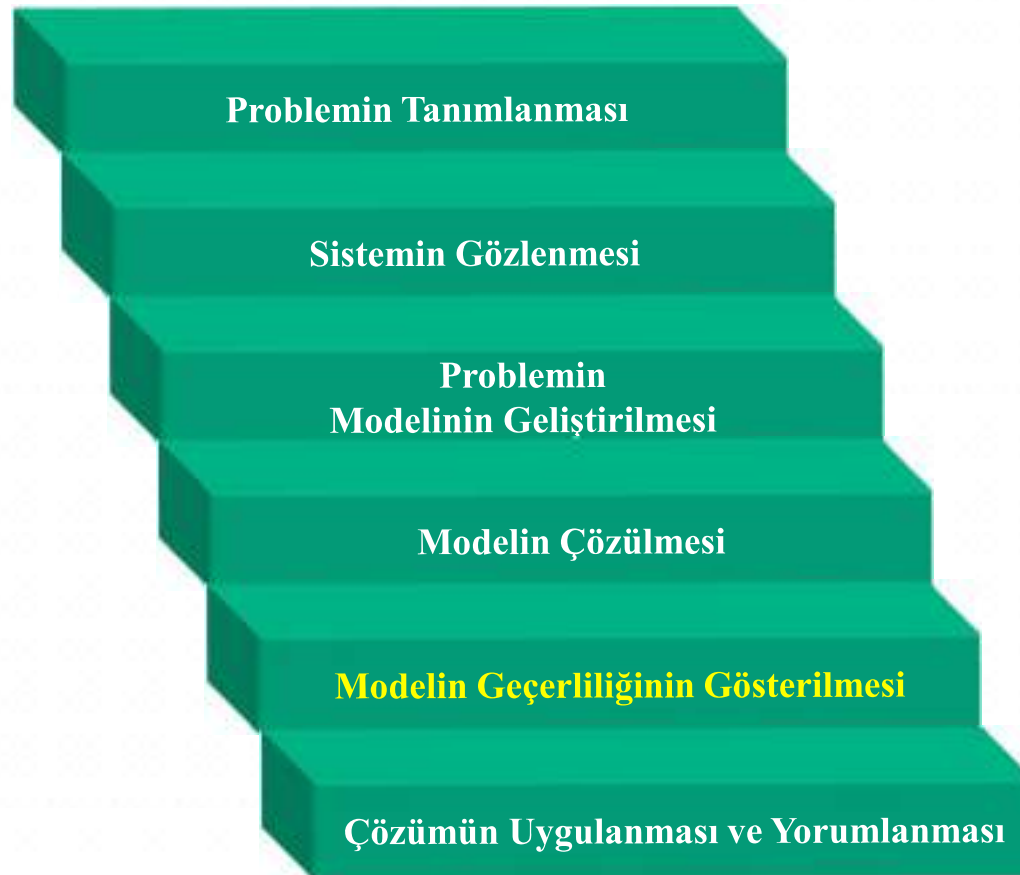 Problemin Tanımlanması
Sistemin Gözlenmesi
Problemin
Modelinin Geliştirilmesi
Modelin Çözülmesi
Modelin Geçerliliğinin Gösterilmesi
Çözümün Uygulanması ve Yorumlanması